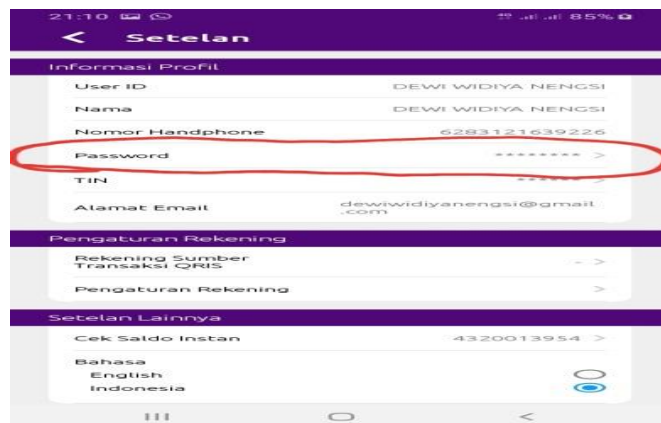 21:10 85%
Setelan
Informasi Profil
User ID DEWI WIDIYA NENGSI
Nama DEWI WIDIYA NENGSI
Nomor Handphone 6283121639226
Password ******** >
TIN ****** >
Alamat Email dewiwidiyanengsi@gmail
.com
Pengaturan Rekening
Rekening Sumber
Transaksi QRIS - >
Pengaturan Rekening >
Setelan Lainnya
Cek Saldo Instan 4320013954 >
Bahasa
English
Indonesia